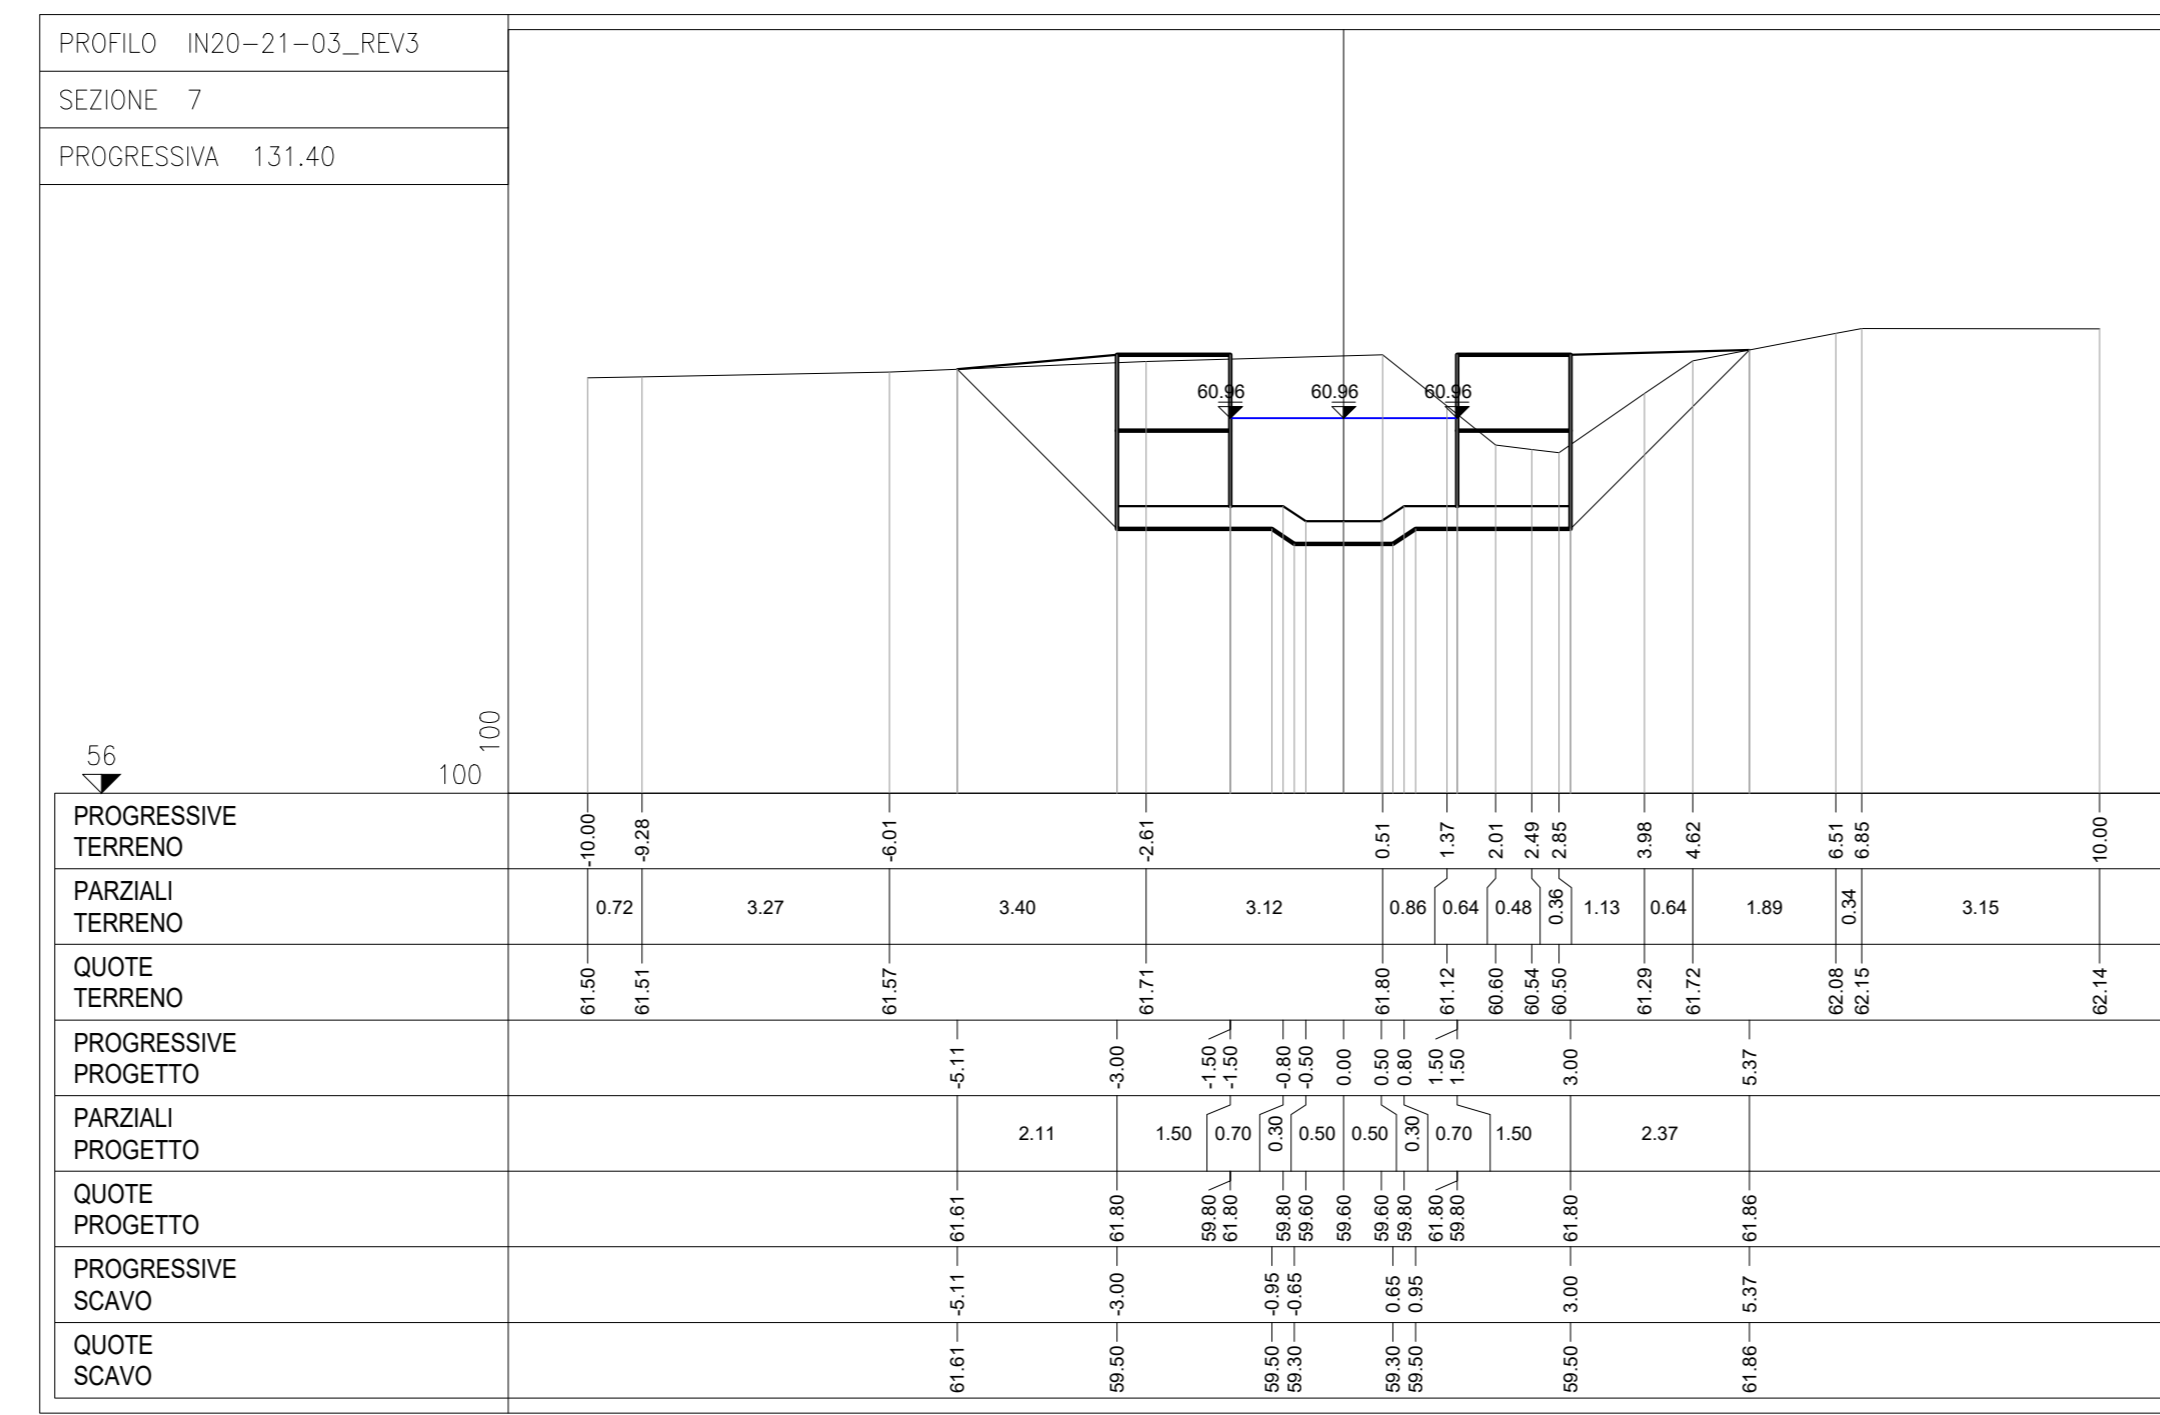 PROFILO IN20-21-03_REV3
SEZIONE 7
PROGRESSIVA 131.40
60.96 60.96 60.96
100
56
100
PROGRESSIVE
TERRENO
-10.00 -9.28 -6.01 -2.61 0.51 1.37 2.01 2.49 2.85 3.98 4.62 6.51 6.85 10.00
PARZIALI
TERRENO
0.72 3.27 3.40 3.12 0.86 0.64 0.48 0.36 1.13 0.64 1.89 0.34 3.15
QUOTE
TERRENO
61.50 61.51 61.57 61.71 61.80 61.12 60.60 60.54 60.50 61.29 61.72 62.08 62.15 62.14
PROGRESSIVE
PROGETTO
-5.11 -3.00 -1.50 -1.50 -0.80 -0.50 0.00 0.50 0.80 1.50 1.50 3.00 5.37
PARZIALI
PROGETTO
2.11 1.50 0.70 0.30 0.50 0.50 0.30 0.70 1.50 2.37
QUOTE
PROGETTO
61.61 61.80 59.80 61.80 59.80 59.60 59.60 59.60 59.80 61.80 59.80 61.80 61.86
PROGRESSIVE
SCAVO
-5.11 -3.00 -0.95 -0.65 0.65 0.95 3.00 5.37
QUOTE
SCAVO
61.61 59.50 59.50 59.30 59.30 59.50 59.50 61.86